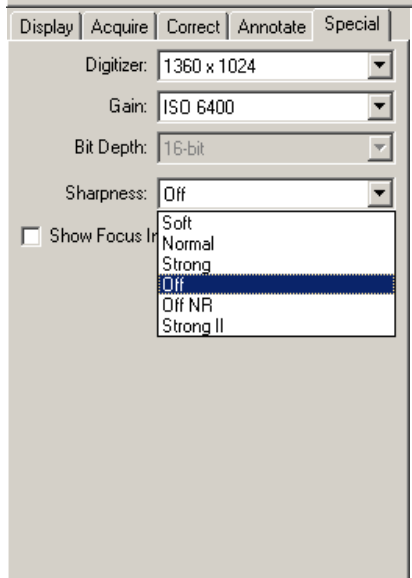 Display Acquire Correct Annotate Special
Digitizer: 1360 x 1024
Gain: ISO 6400
Bit Depth: 16-bit
Sharpness: Off
Soft
Show Focus
Normal
Strong
Off
Off NR
Strong II